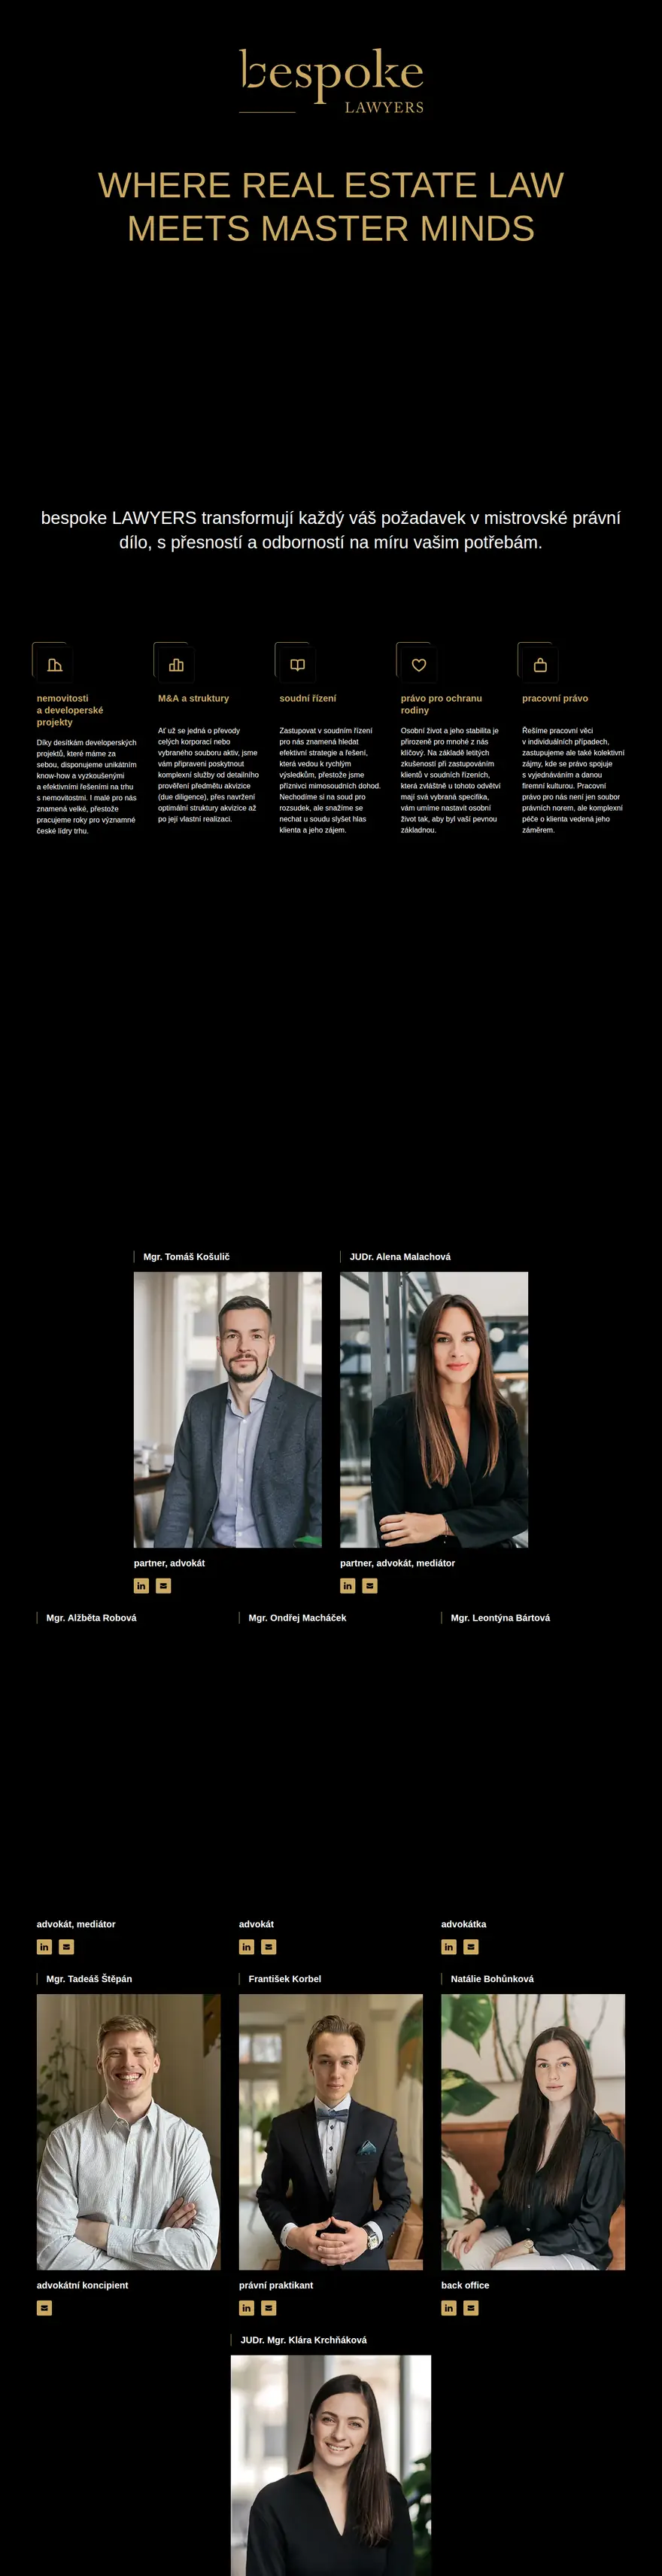 bespoke
LAWYERS
WHERE REAL ESTATE LAW
MEETS MASTER MINDS
bespoke LAWYERS transformují každý váš požadavek v mistrovské právní
dílo, s přesností a odborností na míru vašim potřebám.
nemovitosti
a developerské
projekty
Díky desítkám developerských
projektů, které máme za
sebou, disponujeme unikátním
know-how a vyzkoušenými
a efektivními řešeními na trhu
s nemovitostmi. I malé pro nás
znamená velké, přestože
pracujeme roky pro významné
české lídry trhu.
M&A a struktury
Ať už se jedná o převody
celých korporací nebo
vybraného souboru aktiv, jsme
vám připraveni poskytnout
komplexní služby od detailního
prověření předmětu akvizice
(due diligence), přes navržení
optimální struktury akvizice až
po její vlastní realizaci.
soudní řízení
Zastupovat v soudním řízení
pro nás znamená hledat
efektivní strategie a řešení,
která vedou k rychlým
výsledkům, přestože jsme
příznivci mimosoudních dohod.
Nechodíme si na soud pro
rozsudek, ale snažíme se
nechat u soudu slyšet hlas
klienta a jeho zájem.
právo pro ochranu
rodiny
Osobní život a jeho stabilita je
přirozeně pro mnohé z nás
klíčový. Na základě letitých
zkušeností při zastupováním
klientů v soudních řízeních,
která zvláštně u tohoto odvětví
mají svá vybraná specifika,
vám umíme nastavit osobní
život tak, aby byl vaší pevnou
základnou.
pracovní právo
Řešíme pracovní věci
v individuálních případech,
zastupujeme ale také kolektivní
zájmy, kde se právo spojuje
s vyjednáváním a danou
firemní kulturou. Pracovní
právo pro nás není jen soubor
právních norem, ale komplexní
péče o klienta vedená jeho
záměrem.
Mgr. Tomáš Košulič
JUDr. Alena Malachová
partner, advokát
partner, advokát, mediátor
Mgr. Alžběta Robová
Mgr. Ondřej Macháček
Mgr. Leontýna Bártová
advokát, mediátor
advokát
advokátka
Mgr. Tadeáš Štěpán
František Korbel
Natálie Bohůnková
advokátní koncipient
právní praktikant
back office
JUDr. Mgr. Klára Krchňáková